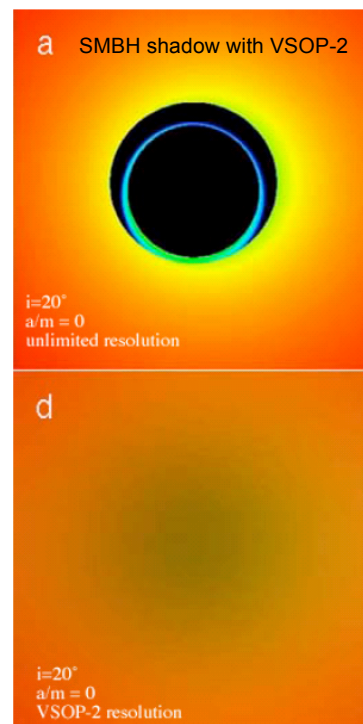 a SMBH shadow with VSOP-2
i=20°
a/m = 0
unlimited resolution
d
i=20°
a/m = 0
VSOP-2 resolution